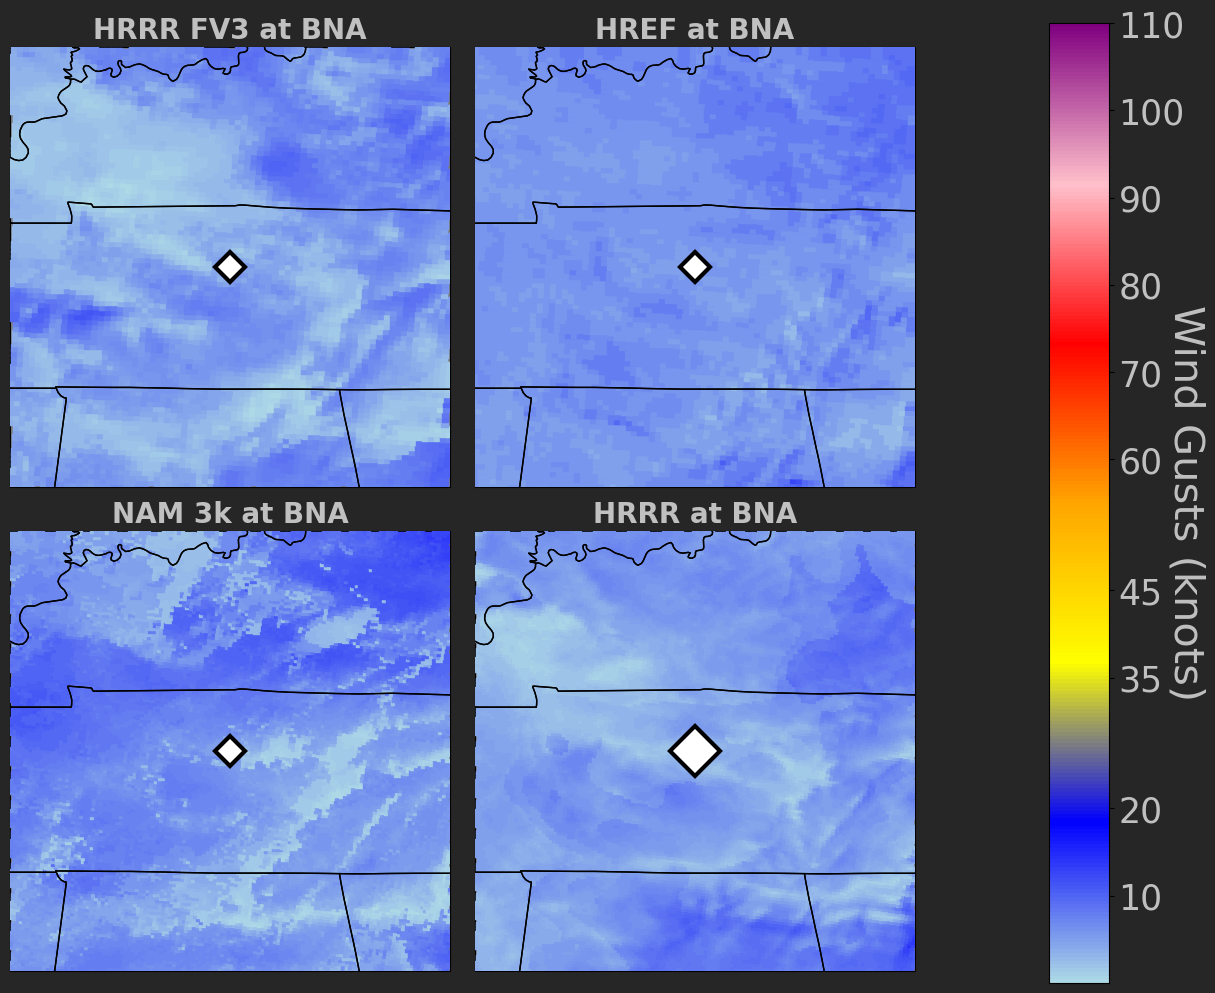 HRRR FV3 at BNA
HREF at BNA
NAM 3k at BNA
HRRR at BNA
110
100
90
80
70
60
45
35
20
10
Wind Gusts (knots)